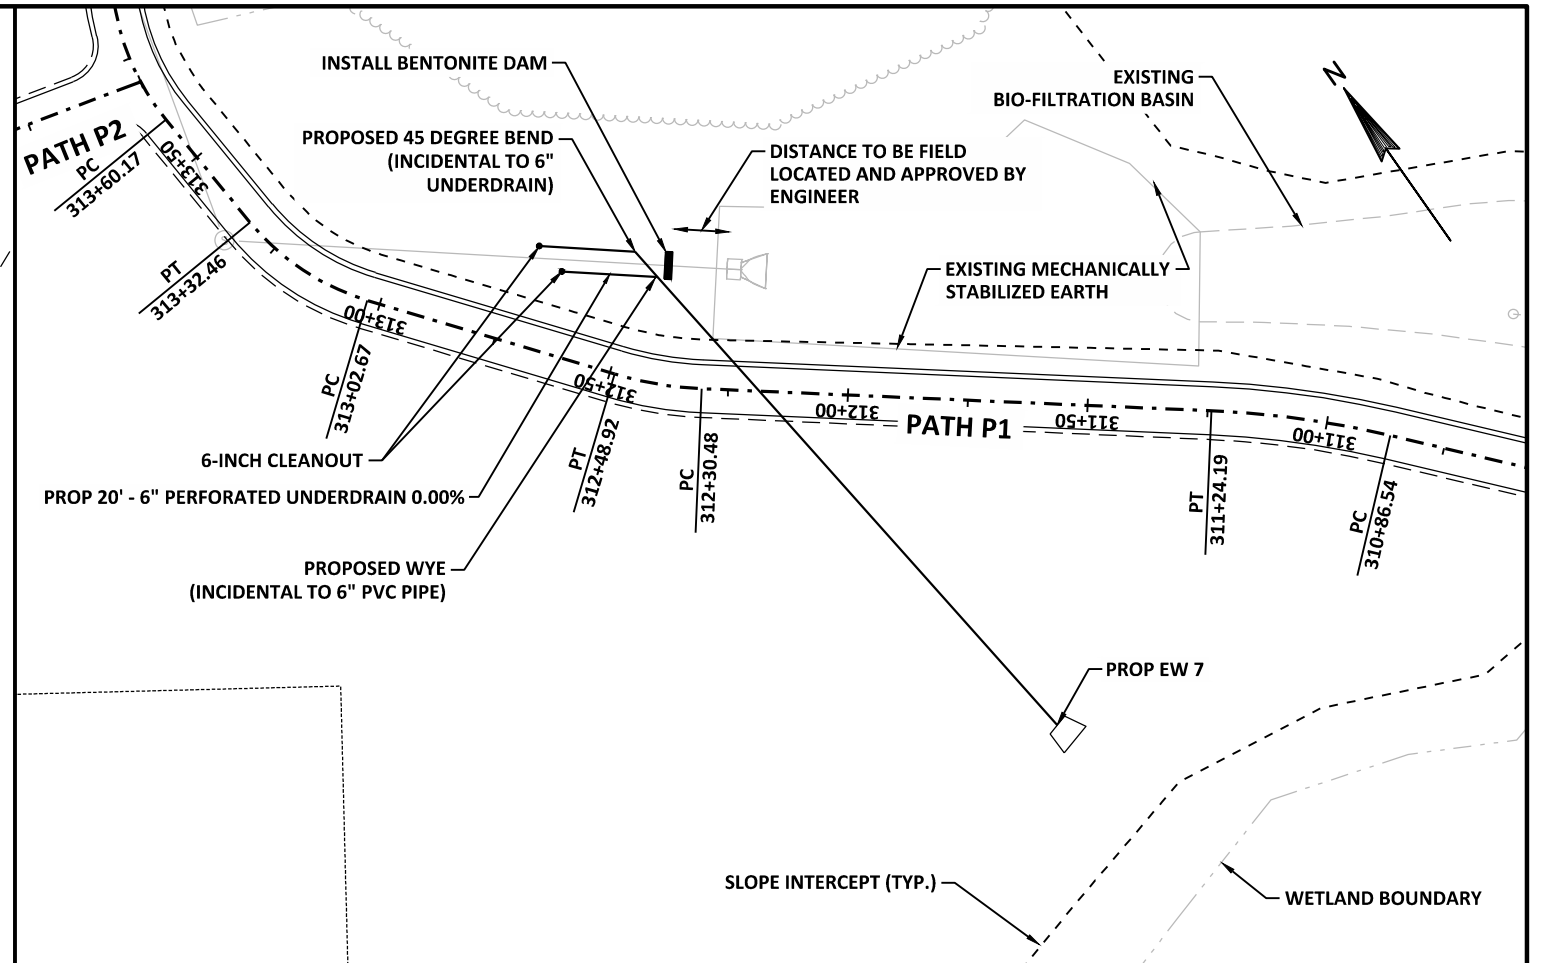 INSTALL BENTONITE DAM
PROPOSED 45 DEGREE BEND
(INCIDENTAL TO 6"
UNDERDRAIN)
DISTANCE TO BE FIELD
LOCATED AND APPROVED BY
ENGINEER
EXISTING
BIO-FILTRATION BASIN
N
PATH P2
PC
313+60.17
313+50
PT
313+32.46
EXISTING MECHANICALLY
STABILIZED EARTH
313+00
PC
313+02.67
312+50
PT
312+48.92
PC
312+30.48
312+00
PATH P1
311+50
PT
311+24.19
311+00
PC
310+86.54
6-INCH CLEANOUT
PROP 20' - 6" PERFORATED UNDERDRAIN 0.00%
PROPOSED WYE
(INCIDENTAL TO 6" PVC PIPE)
PROP EW 7
SLOPE INTERCEPT (TYP.)
WETLAND BOUNDARY